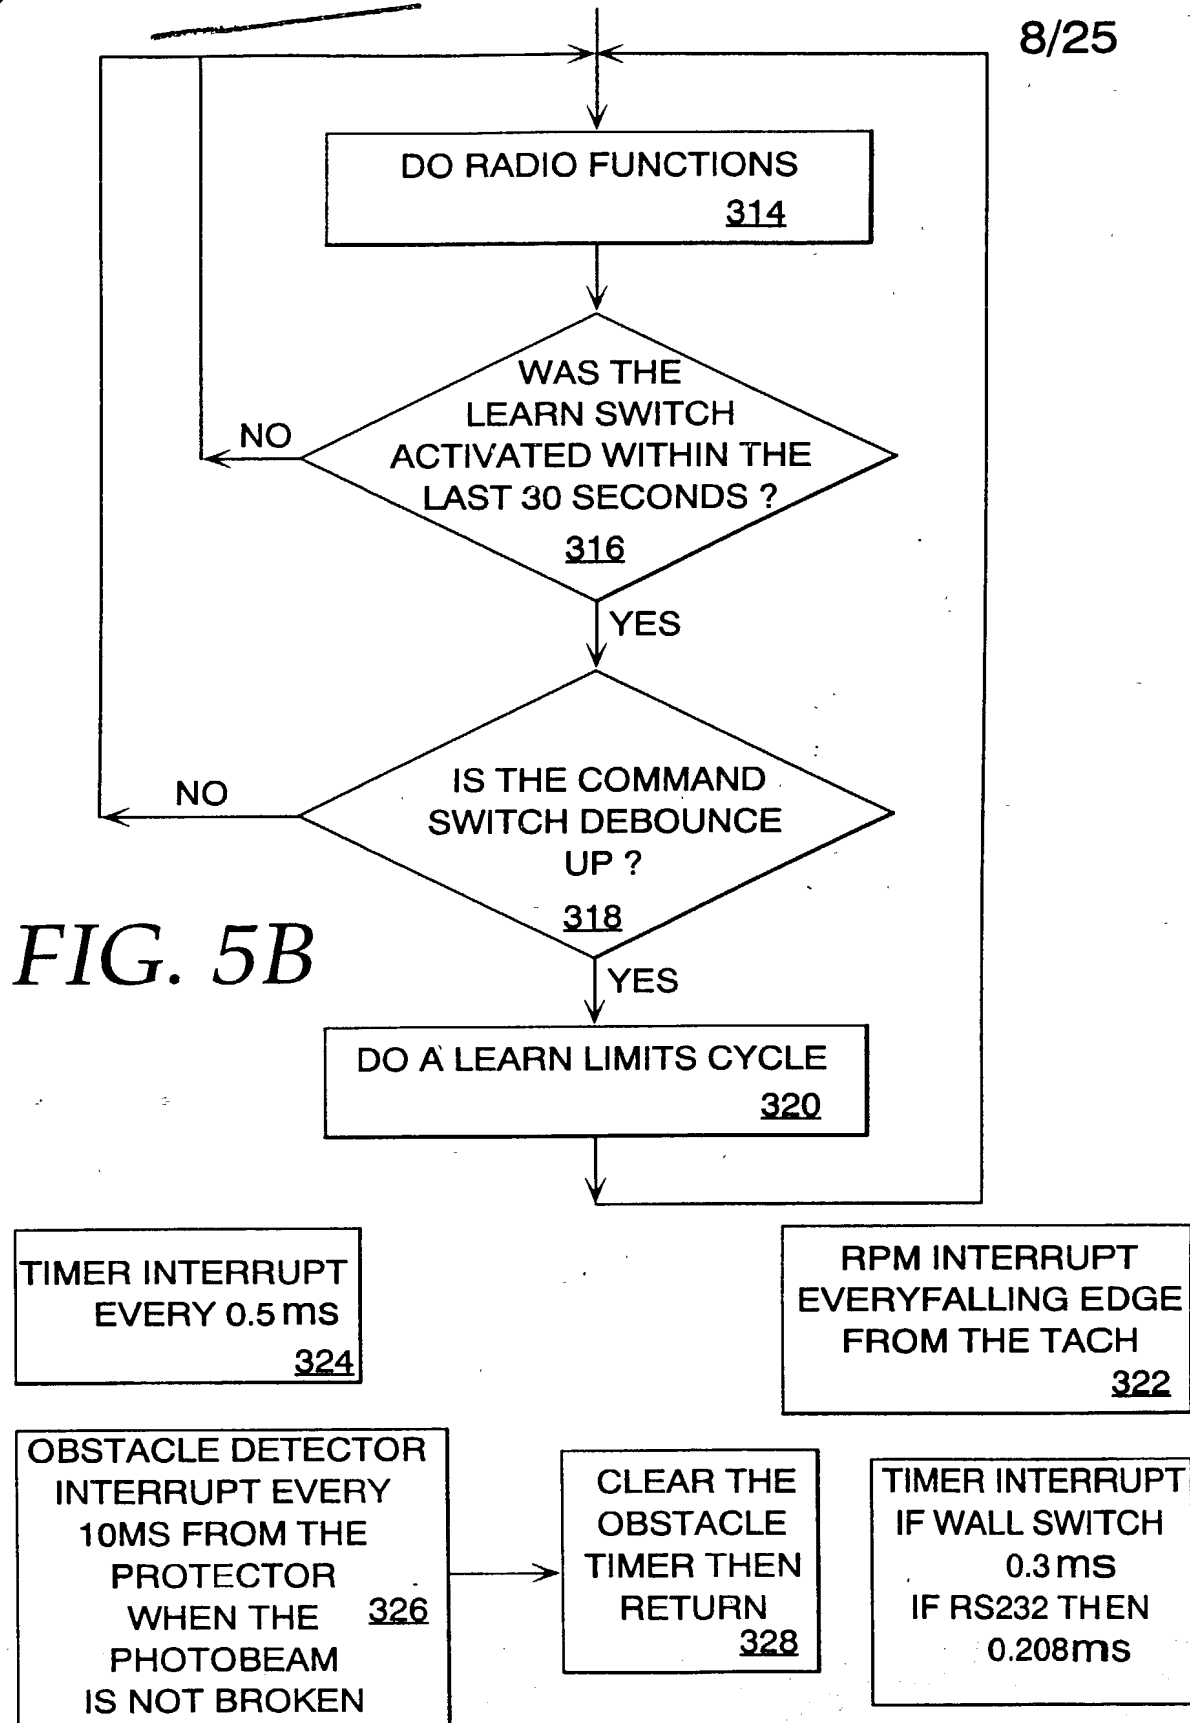 8/25
DO RADIO FUNCTIONS
314
WAS THE
LEARN SWITCH
ACTIVATED WITHIN THE
LAST 30 SECONDS ?
316
NO
YES
IS THE COMMAND
SWITCH DEBOUNCE
UP ?
318
NO
YES
FIG. 5B
DO A LEARN LIMITS CYCLE
320
TIMER INTERRUPT
EVERY 0.5 ms
324
RPM INTERRUPT
EVERYFALLING EDGE
FROM THE TACH
322
OBSTACLE DETECTOR
INTERRUPT EVERY
10MS FROM THE
PROTECTOR
WHEN THE
PHOTOBEAM
IS NOT BROKEN
326
CLEAR THE
OBSTACLE
TIMER THEN
RETURN
328
TIMER INTERRUPT
IF WALL SWITCH
0.3 ms
IF RS232 THEN
0.208ms